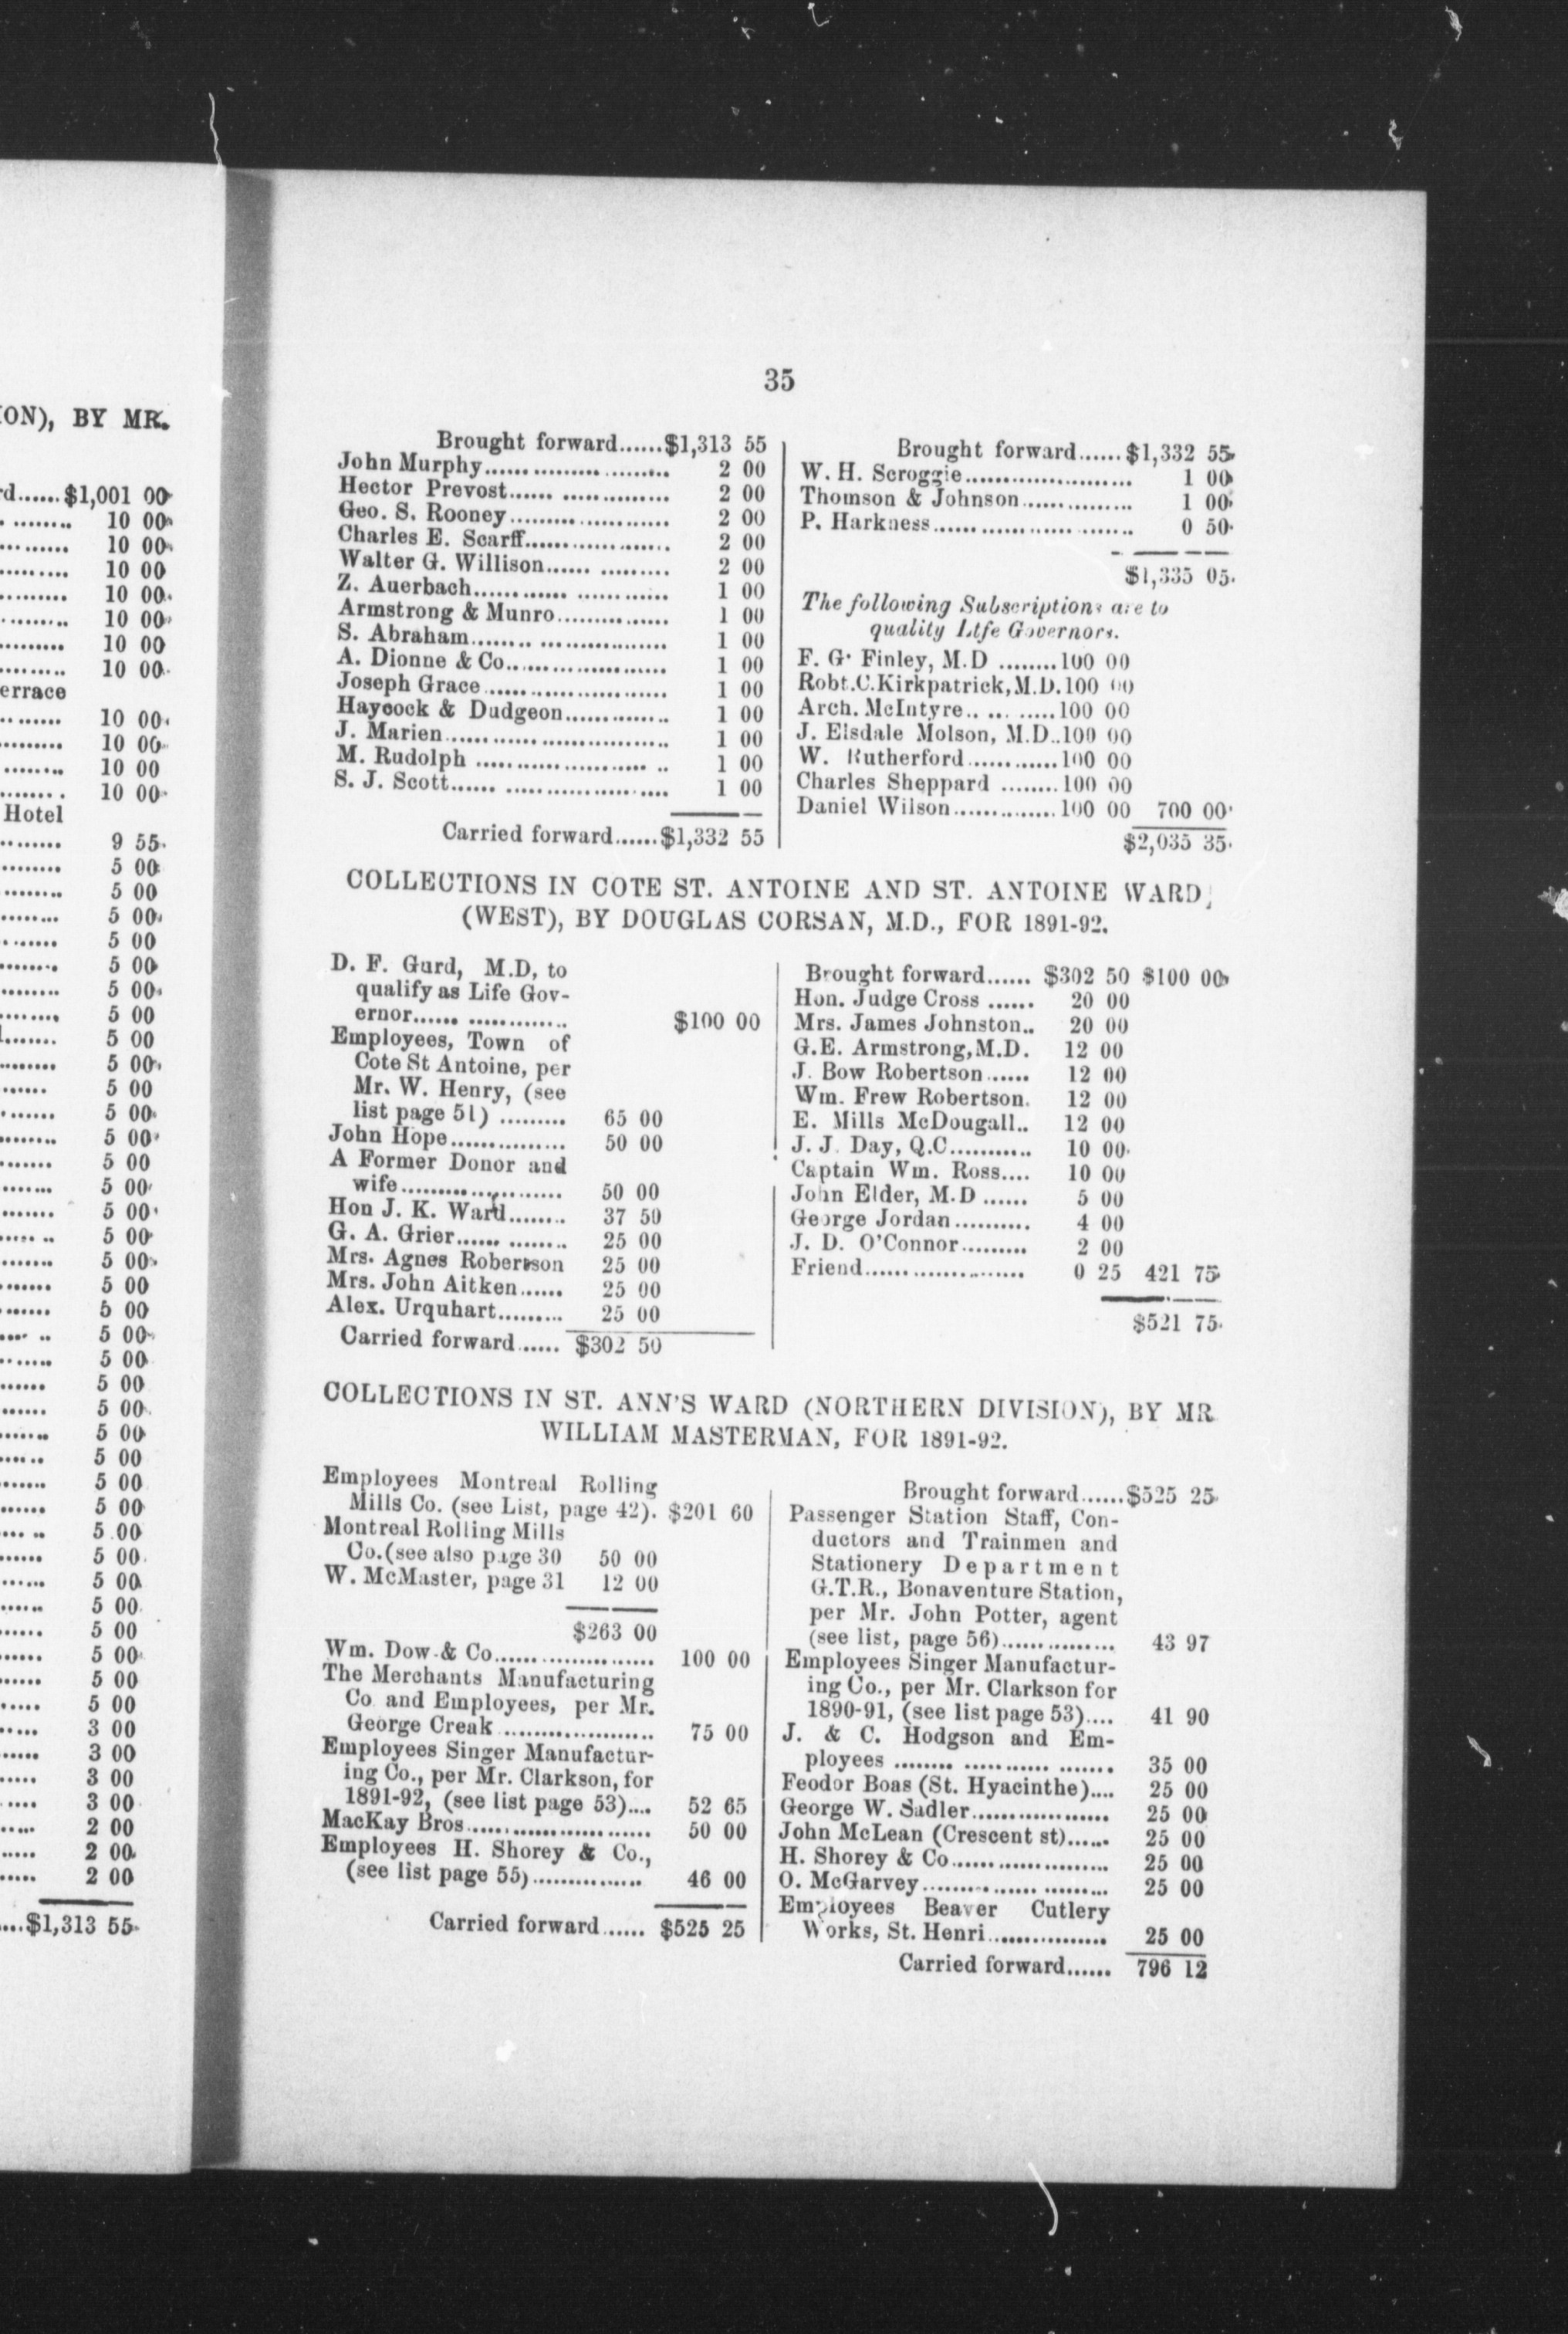 ION), BY MR.
d......$1,001 00
........ 10 00
......... 10 00
......... 10 00
......... 10 00
........ 10 00
......... 10 00
......... 10 00
errace
........ 10 00
......... 10 00
........ 10 00
........ 10 00
Hotel
........ 9 55
........ 5 00
........ 5 00
........ 5 00
........ 5 00
........ 5 00
........ 5 00
........ 5 00
l....... 5 00
........ 5 00
...... 5 00
....... 5 00
........ 5 00
....... 5 00
....... 5 00
....... 5 00
..... .. 5 00
....... 5 00
....... 5 00
....... 5 00
.... .. 5 00
....... 5 00
...... 5 00
...... 5 00
....... 5 00
...... 5 00
...... 5 00
...... 5 00
.... .. 5.00
...... 5 00
...... 5 00
...... 5 00
...... 5 00
...... 5 00
...... 5 00
..... 5 00
..... 3 00
...... 3 00
..... 3 00
.... 3 00
..... 2 00
..... 2 00
..... 2 00
....$1,313 55
35
Brought forward......$1,313 55
John Murphy........................ 2 00
Hector Prevost...... .............. 2 00
Geo. S. Rooney..................... 2 00
Charles E. Scarff................... 2 00
Walter G. Willison...... ......... 2 00
Z. Auerbach............ ............ 1 00
Armstrong & Munro............... 1 00
S. Abraham........ ................ 1 00
A. Dionne & Co...................... 1 00
Joseph Grace........................ 1 00
Haycock & Dudgeon.............. 1 00
J. Marien............................. 1 00
M. Rudolph ...................... .. 1 00
S. J. Scott...... ..................... 1 00
Carried forward......$1,332 55
Brought forward......$1,332 55
W. H. Scroggie...................... 1 00
Thomson & Johnson............... 1 00
P. Harkness.......................... 0 50
$1,335 05
The following Subscriptions are to
quality Ltfe Governors.
F. G. Finley, M.D ........100 00
Robt.C.Kirkpatrick,M.D.100 00
Arch. McIntyre.. ... .....100 00
J. Elsdale Molson, M.D..100 00
W. Rutherford............100 00
Charles Sheppard ........100 00
Daniel Wilson..............100 00 700 00
$2,035 35
COLLECTIONS IN COTE ST. ANTOINE AND ST. ANTOINE WARD
(WEST), BY DOUGLAS CORSAN, M.D., FOR 1891-92.
D. F. Gurd, M.D, to
qualify as Life Gov-
ernor...... ............. $100 00
Employees, Town of
Cote St Antoine, per
Mr. W. Henry, (see
list page 51) ......... 65 00
John Hope............... 50 00
A Former Donor and
wife..................... 50 00
Hon J. K. Ward........ 37 50
G. A. Grier...... ........ 25 00
Mrs. Agnes Robertson 25 00
Mrs. John Aitken...... 25 00
Alex. Urquhart......... 25 00
Carried forward...... $302 50
Brought forward...... $302 50 $100 00
Hon. Judge Cross ...... 20 00
Mrs. James Johnston.. 20 00
G.E. Armstrong,M.D. 12 00
J. Bow Robertson...... 12 00
Wm. Frew Robertson. 12 00
E. Mills McDougall.. 12 00
J. J. Day, Q.C........... 10 00
Captain Wm. Ross.... 10 00
John Elder, M.D ...... 5 00
George Jordan.......... 4 00
J. D. O'Connor......... 2 00
Friend..................... 0 25 421 75
$521 75
COLLECTIONS IN ST. ANN'S WARD (NORTHERN DIVISION), BY MR
WILLIAM MASTERMAN, FOR 1891-92.
Employees Montreal Rolling
Mills Co. (see List, page 42). $201 60
Montreal Rolling Mills
Co.(see also page 30 50 00
W. McMaster, page 31 12 00
$263 00
Wm. Dow & Co..................... 100 00
The Merchants Manufacturing
Co and Employees, per Mr.
George Creak .................... 75 00
Employees Singer Manufactur-
ing Co., per Mr. Clarkson, for
1891-92, (see list page 53).... 52 65
MacKay Bros........................ 50 00
Employees H. Shorey & Co.,
(see list page 55)............... 46 00
Carried forward...... $525 25
Brought forward......$525 25
Passenger Station Staff, Con-
ductors and Trainmen and
Stationery Department
G.T.R., Bonaventure Station,
per Mr. John Potter, agent
(see list, page 56)............... 43 97
Employees Singer Manufactur-
ing Co., per Mr. Clarkson for
1890-91, (see list page 53).... 41 90
J. & C. Hodgson and Em-
ployees ........ ........... ....... 35 00
Feodor Boas (St. Hyacinthe).... 25 00
George W. Sadler.................. 25 00
John McLean (Crescent st)...... 25 00
H. Shorey & Co..................... 25 00
O. McGarvey............... ......... 25 00
Employees Beaver Cutlery
Works, St. Henri................ 25 00
Carried forward...... 796 12